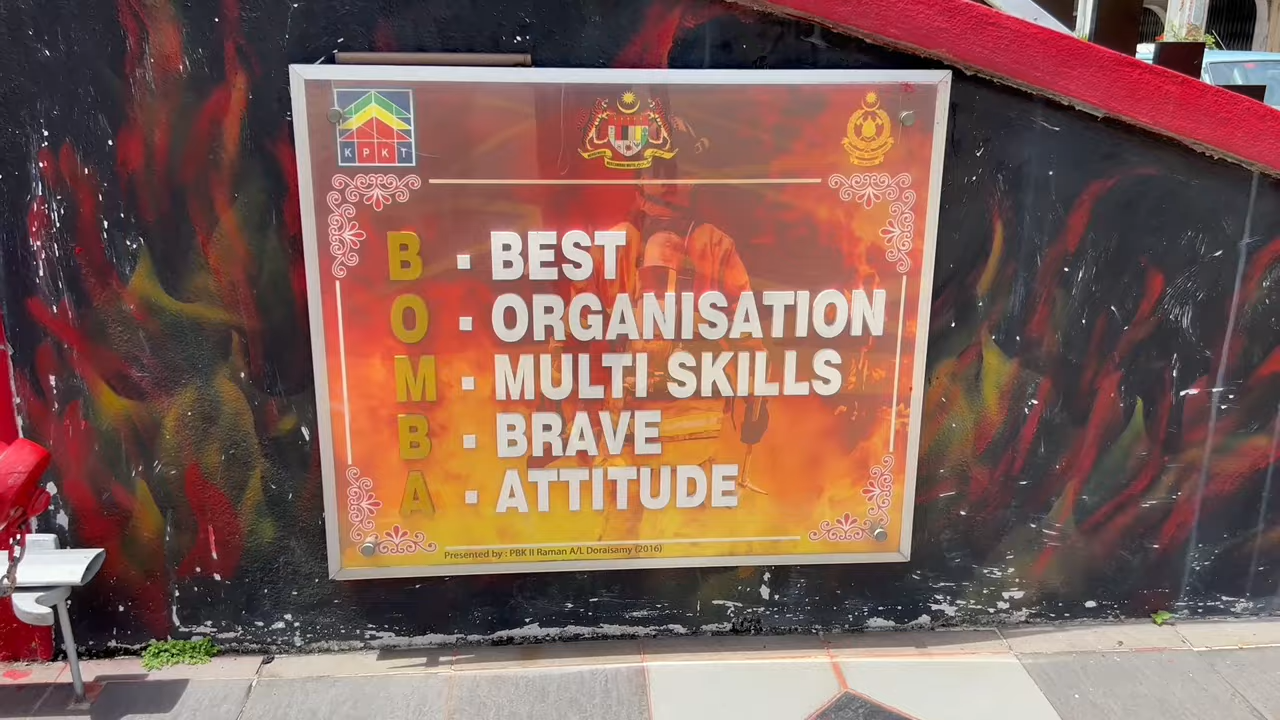 KPKT
B · BEST
O · ORGANISATION
M · MULTI SKILLS
B · BRAVE
A · ATTITUDE
Presented by : PBK II Raman A/L Doraisamy (2016)